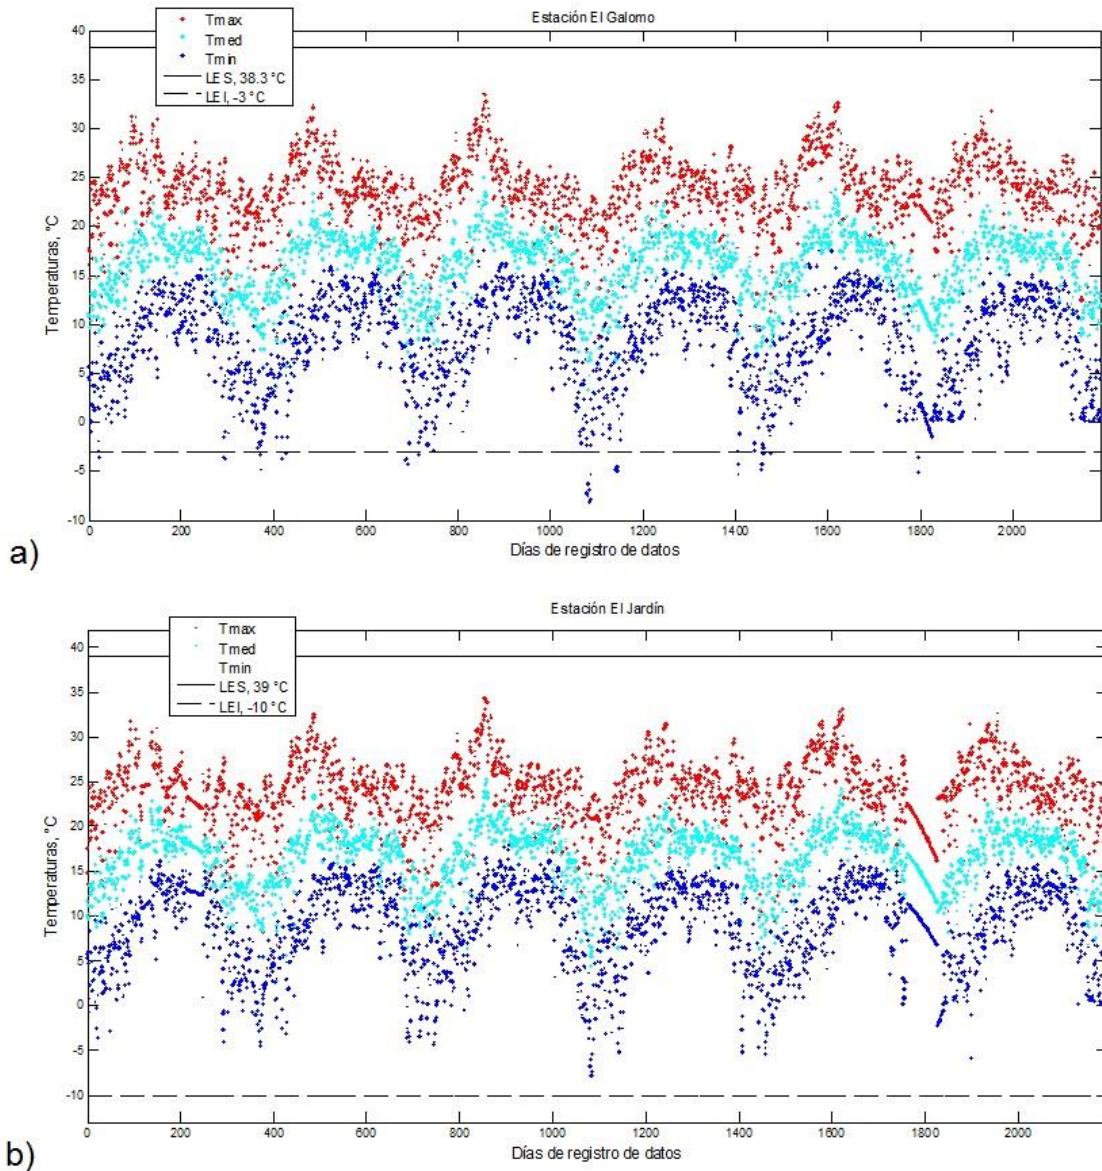 Estación El Galomo
Tmax
Tmed
Tmin
LES, 38.3 °C
LEI, -3 °C
Temperaturas, °C
40
35
30
25
20
15
10
5
0
-5
-10
0 200 400 600 800 1000 1200 1400 1600 1800 2000
Días de registro de datos
a)
Estación El Jardín
Tmax
Tmed
Tmin
LES, 39 °C
LEI, -10 °C
Temperaturas, °C
40
35
30
25
20
15
10
5
0
-5
-10
0 200 400 600 800 1000 1200 1400 1600 1800 2000
Días de registro de datos
b)